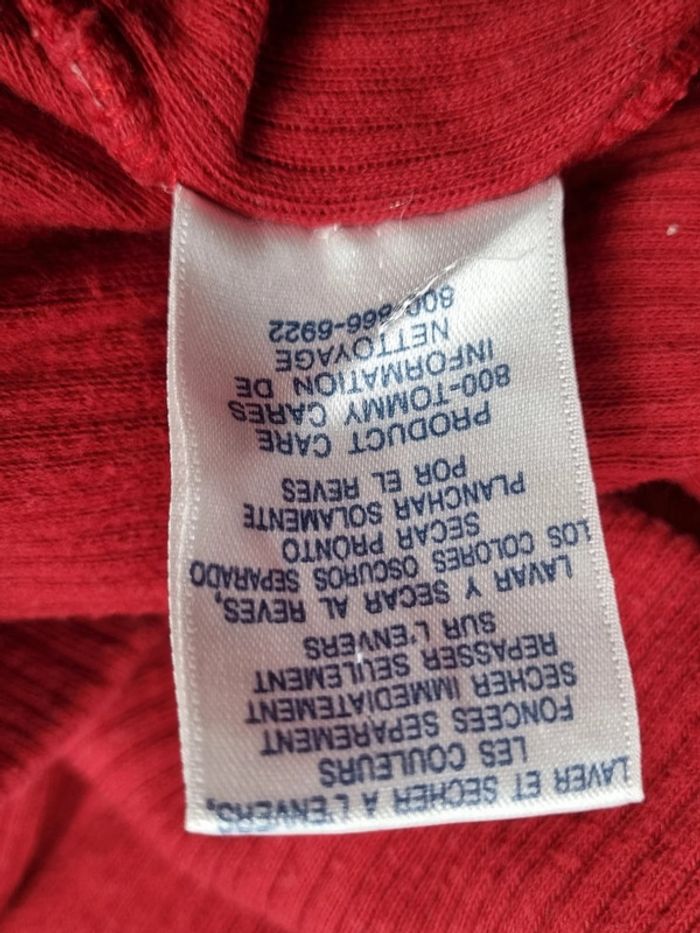 LAVER ET SECHER A L'ENVERS,
LES COULEURS
FONCEES SEPAREMENT
SECHER IMMEDIATEMENT
REPASSER SEULEMENT
SUR L'ENVERS
LAVAR Y SECAR AL REVES,
LOS COLORES OSCUROS SEPARADO
SECAR PRONTO
PLANCHAR SOLAMENTE
POR EL REVES
PRODUCT CARE
800-TOMMY CARES
INFORMATION DE
NETTOYAGE
800-866-6922